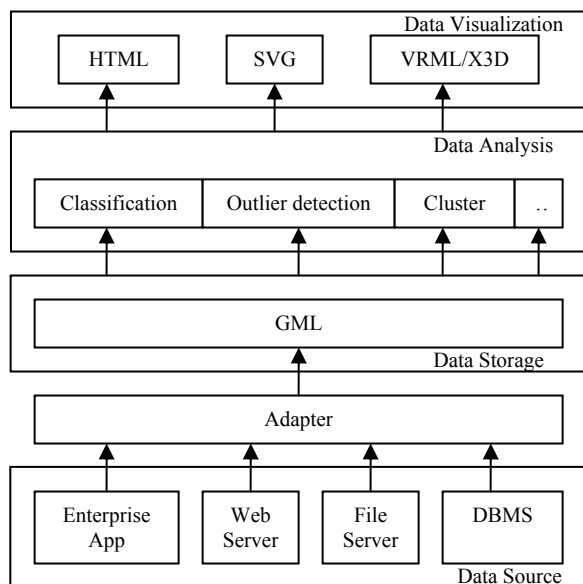 Data Visualization
HTML
SVG
VRML/X3D
Data Analysis
Classification
Outlier detection
Cluster
..
GML
Data Storage
Adapter
Enterprise
App
Web
Server
File
Server
DBMS
Data Source